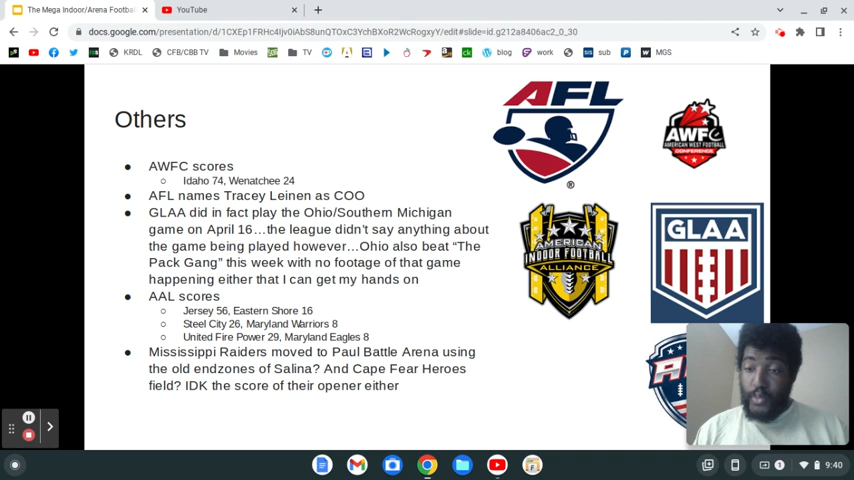 The Mega Indoor/Arena Footba
YouTube
docs.google.com/presentation/d/1CXEp1FRHc4Ijv0iAbS8unQTOxC3YchBXoR2WcRogxyY/edit#slide=id.g212a8406ac2_0_30
KRDL
CFB/CBB TV
Movies
TV
blog
work
sub
MGS
Others
AFL
®
AWFC
AMERICAN WEST FOOTBALL
CONFERENCE
● AWFC scores
○ Idaho 74, Wenatchee 24
● AFL names Tracey Leinen as COO
● GLAA did in fact play the Ohio/Southern Michigan
game on April 16…the league didn't say anything about
the game being played however…Ohio also beat “The
Pack Gang” this week with no footage of that game
happening either that I can get my hands on
● AAL scores
○ Jersey 56, Eastern Shore 16
○ Steel City 26, Maryland Warriors 8
○ United Fire Power 29, Maryland Eagles 8
● Mississippi Raiders moved to Paul Battle Arena using
the old endzones of Salina? And Cape Fear Heroes
field? IDK the score of their opener either
AMERICAN
INDOOR FOOTBALL
ALLIANCE
GLAA
1
9:40